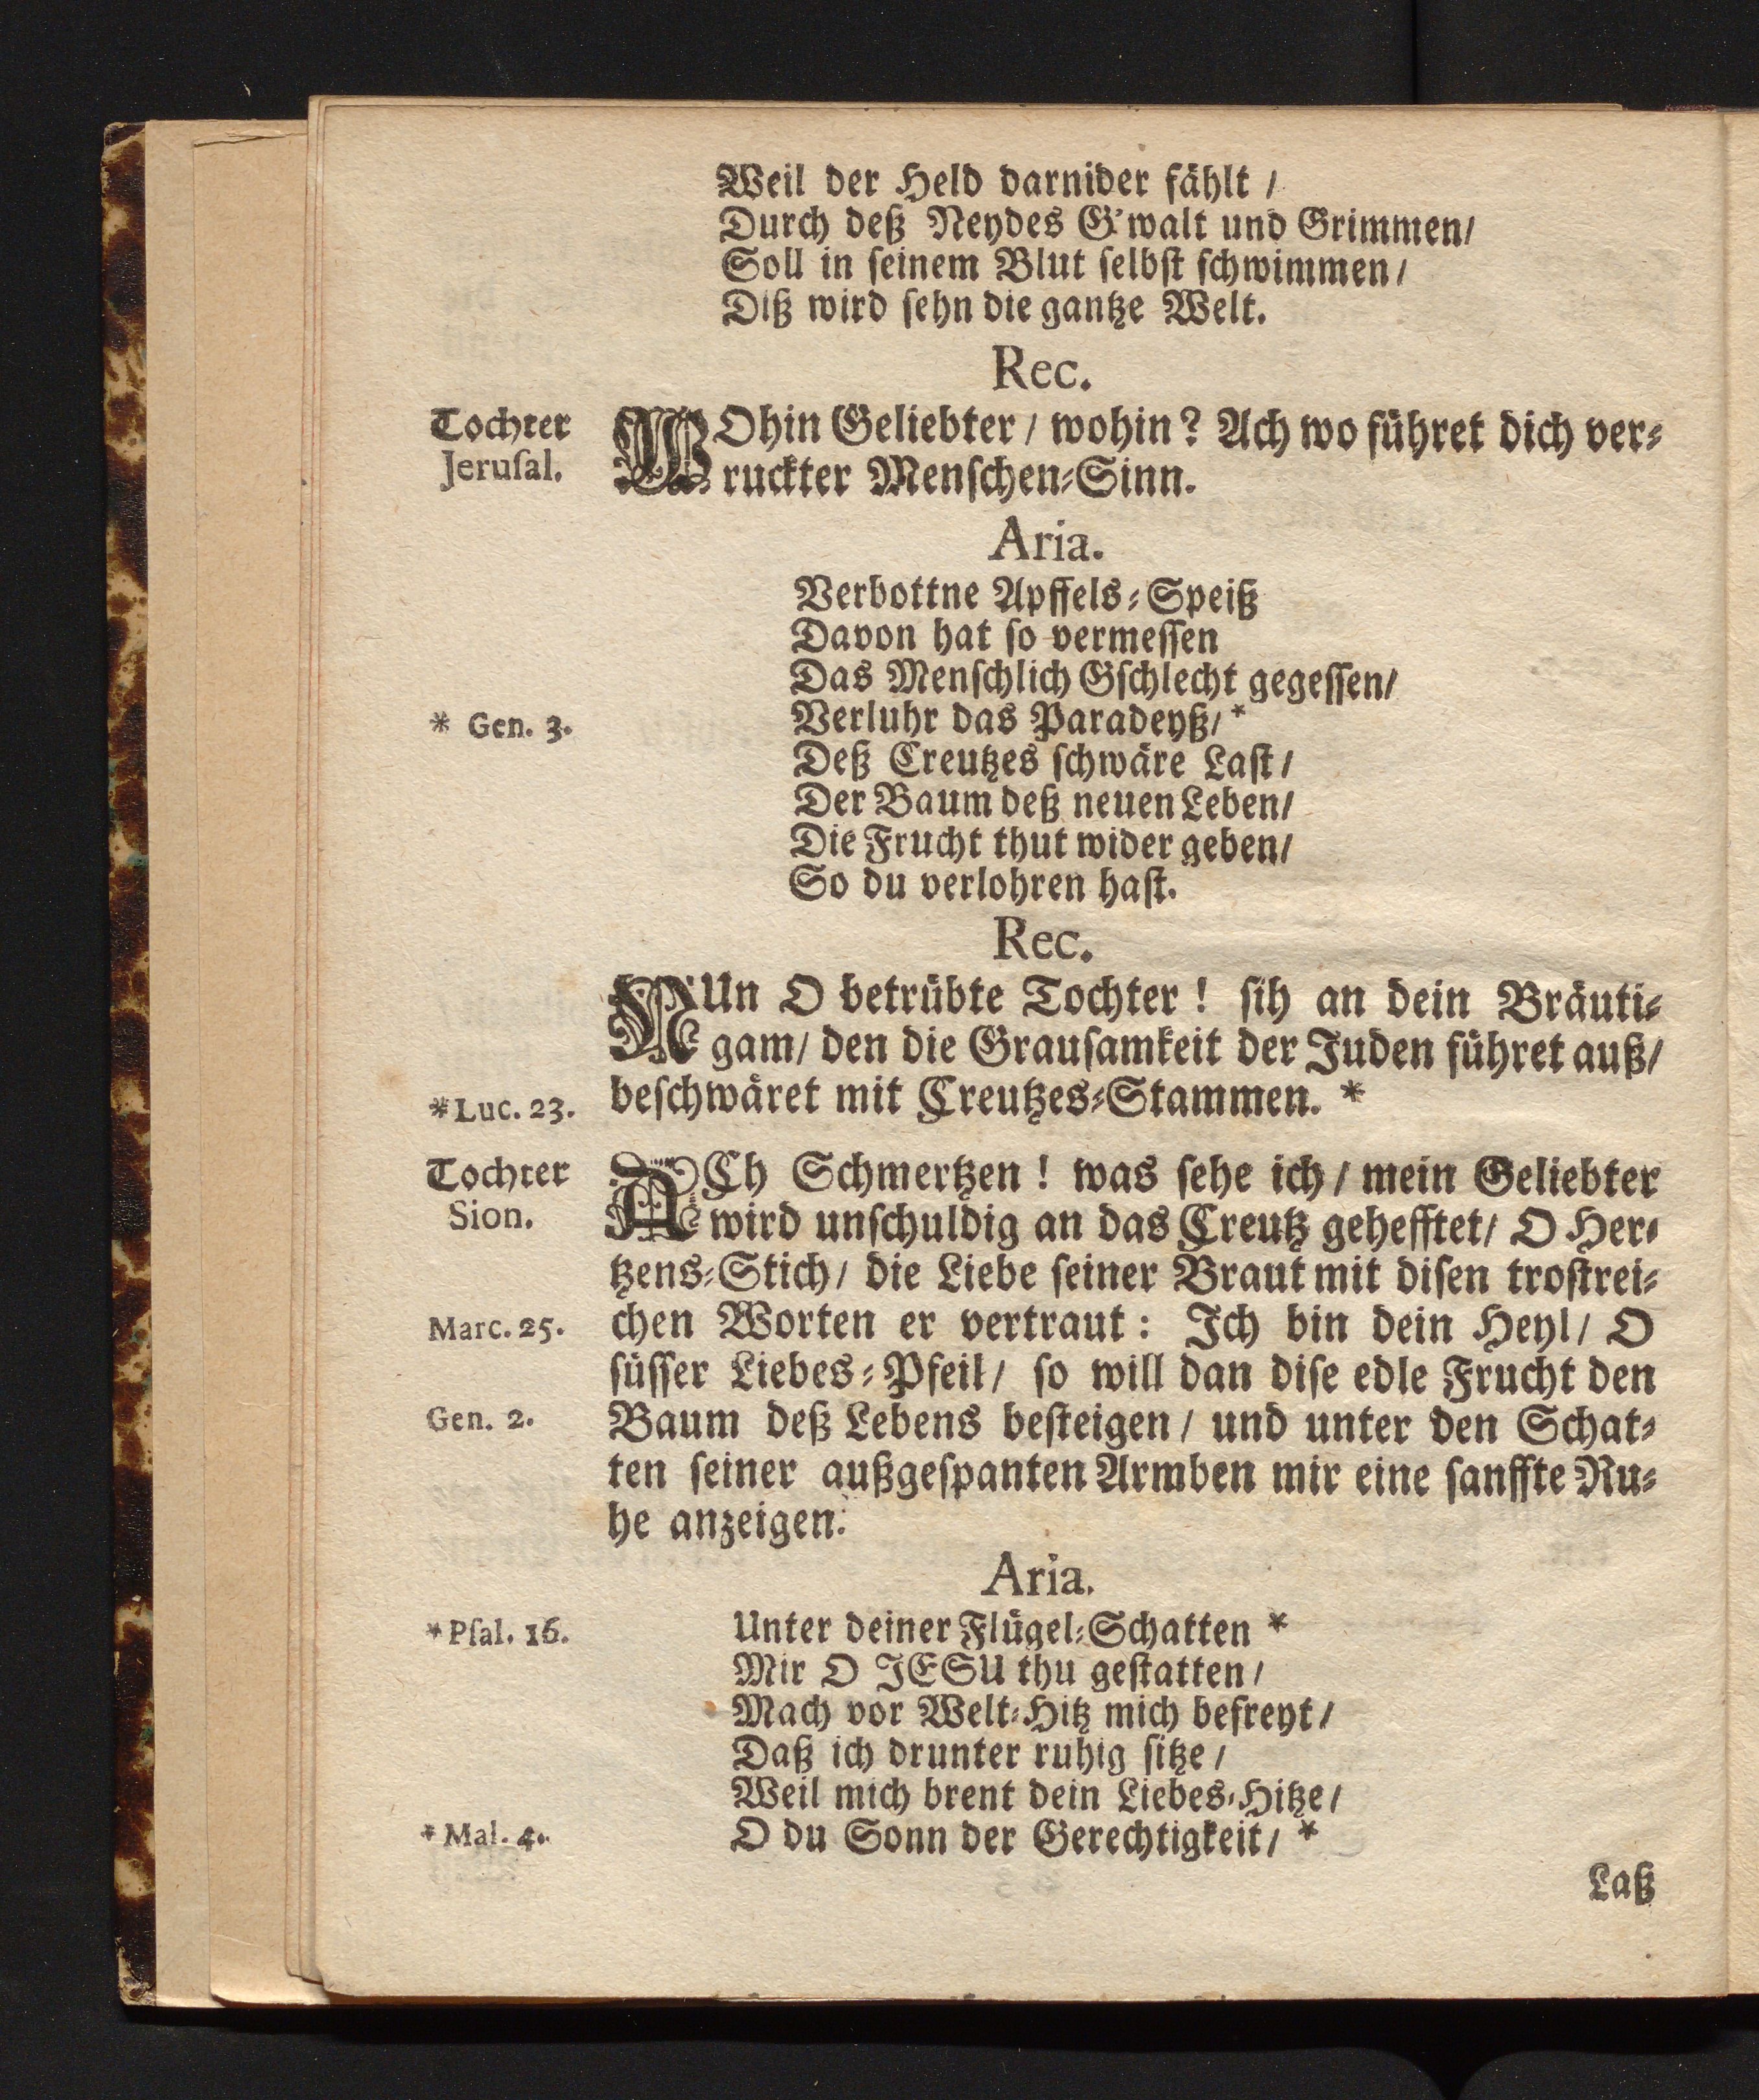 Weil der Held darnider fählt /
Durch deß Neydes G'walt und Grimmen/
Soll in ſeinem Blut ſelbſt ſchwimmen/
Diß wird ſehn die gantze Welt.
Rec.
Tochter
Jeruſal.
WOhin Geliebter / wohin? Ach wo führet dich ver⸗
ruckter Menſchen⸗Sinn.
Aria.
Verbottne Apffels⸗Speiß
Davon hat ſo vermeſſen
Das Menſchlich Gſchlecht gegeſſen/
* Gen. 3.
Verluhr das Paradeyß/ *
Deß Creutzes ſchwäre Laſt /
Der Baum deß neuen Leben/
Die Frucht thut wider geben/
So du verlohren haſt.
Rec.
NUn O betrübte Tochter! ſih an dein Bräuti⸗
gam/ den die Grauſamkeit der Juden führet auß/
*Luc. 23.
beſchwäret mit Creutzes⸗Stammen. *
Tochter
Sion.
ACh Schmertzen! was ſehe ich / mein Geliebter
wird unſchuldig an das Creutz gehefftet/ O Her⸗
tzens⸗Stich/ die Liebe ſeiner Braut mit diſen troſtrei⸗
Marc. 25.
chen Worten er vertraut: Ich bin dein Heyl/ O
ſüſſer Liebes⸗Pfeil/ ſo will dan diſe edle Frucht den
Gen. 2.
Baum deß Lebens beſteigen / und unter den Schat⸗
ten ſeiner außgeſpanten Armben mir eine ſanffte Ru⸗
he anzeigen.
Aria.
*Pſal. 16.
Unter deiner Flügel⸗Schatten *
Mir O JESU thu geſtatten /
Mach vor Welt⸗Hitz mich befreyt /
Daß ich drunter ruhig ſitze /
Weil mich brent dein Liebes⸗Hitze /
*Mal. 4.
O du Sonn der Gerechtigkeit / *
Laß